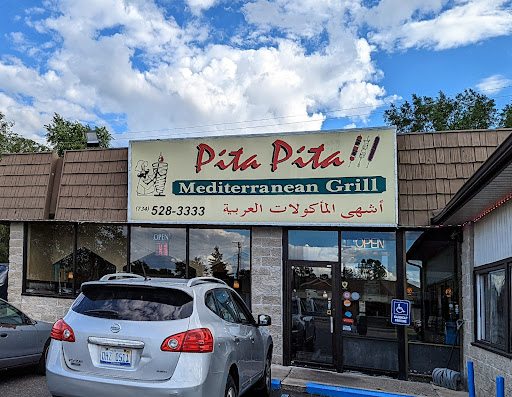 Pita Pita
Mediterranean Grill
(734) 528-3333
أشهى المأكولات العربية
OPEN
OPEN